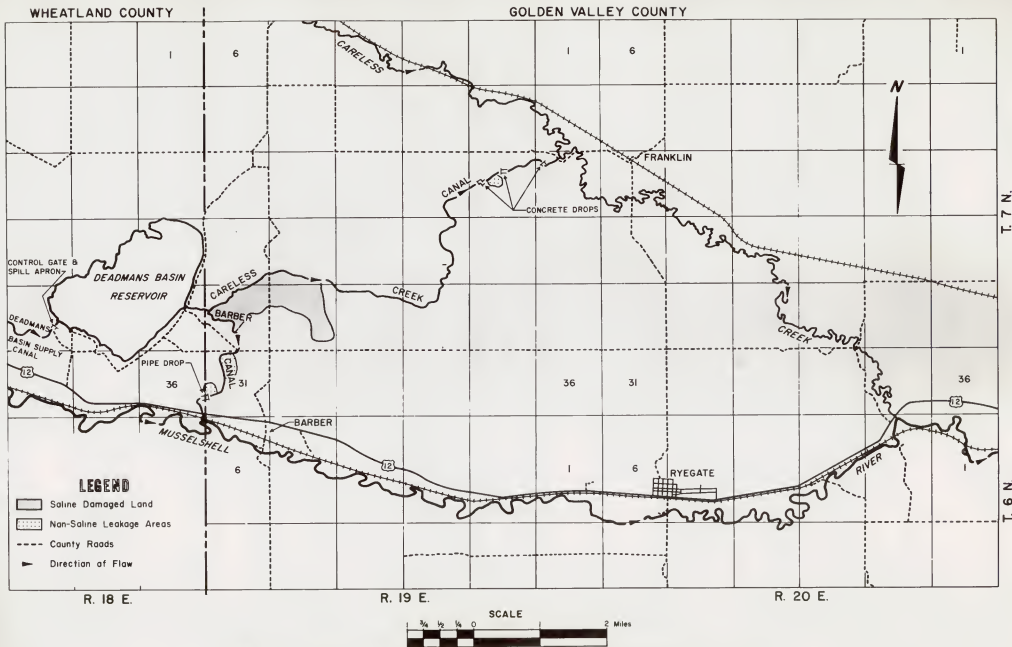 WHEATLAND COUNTY
GOLDEN VALLEY COUNTY
1
6
1
6
1
CARELESS
N
FRANKLIN
CANAL
CONCRETE DROPS
T. 7 N.
CONTROL GATE &
SPILL APRON
DEADMANS BASIN
RESERVOIR
CARELESS
CREEK
BARBER
CANAL
DEADMANS
BASIN SUPPLY
CANAL
CREEK
PIPE DROP
12
36
31
36
31
36
12
MUSSELSHELL
BARBER
6
12
1
6
RYEGATE
RIVER
1
T. 6 N.
LEGEND
Saline Damaged Land
Non-Saline Leakage Areas
County Roads
Direction of Flaw
R. 18 E.
R. 19 E.
R. 20 E.
SCALE
1 3/4 1/2 1/4 0 1 2 Miles